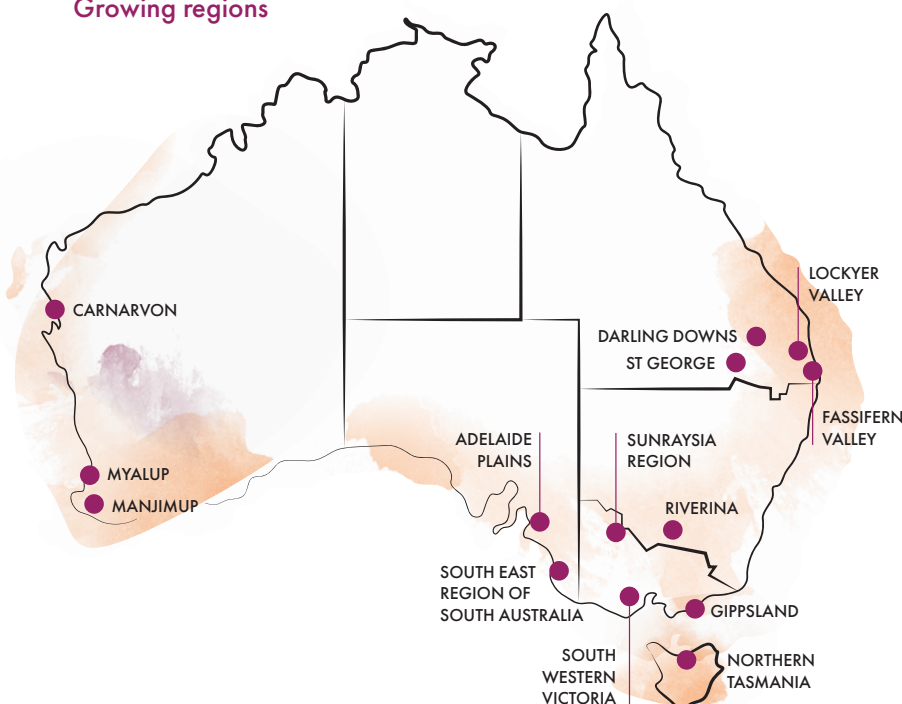 Growing regions
LOCKYER
VALLEY
CARNARVON
DARLING DOWNS
ST GEORGE
FASSIFERN
VALLEY
ADELAIDE
PLAINS
SUNRAYSIA
REGION
MYALUP
MANJIMUP
RIVERINA
SOUTH EAST
REGION OF
SOUTH AUSTRALIA
GIPPSLAND
SOUTH
WESTERN
VICTORIA
NORTHERN
TASMANIA